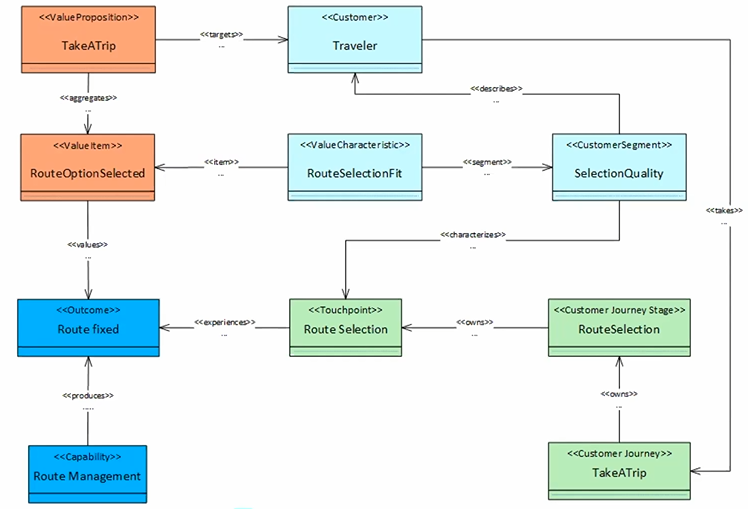 <<ValueProposition>>
TakeATrip
<<targets>>
...
<<Customer>>
Traveler
<<aggregates>>
...
<<describes>>
...
<<ValueItem>>
RouteOptionSelected
<<item>>
...
<<ValueCharacteristic>>
RouteSelectionFit
<<segment>>
...
<<CustomerSegment>>
SelectionQuality
<<takes>>
...
<<values>>
....
<<characterizes>>
...
<<Outcome>>
Route fixed
<<experiences>>
...
<<Touchpoint>>
Route Selection
<<owns>>
...
<<Customer Journey Stage>>
RouteSelection
<<produces>>
.....
<<owns>>
...
<<Capability>>
Route Management
<<Customer Journey>>
TakeATrip